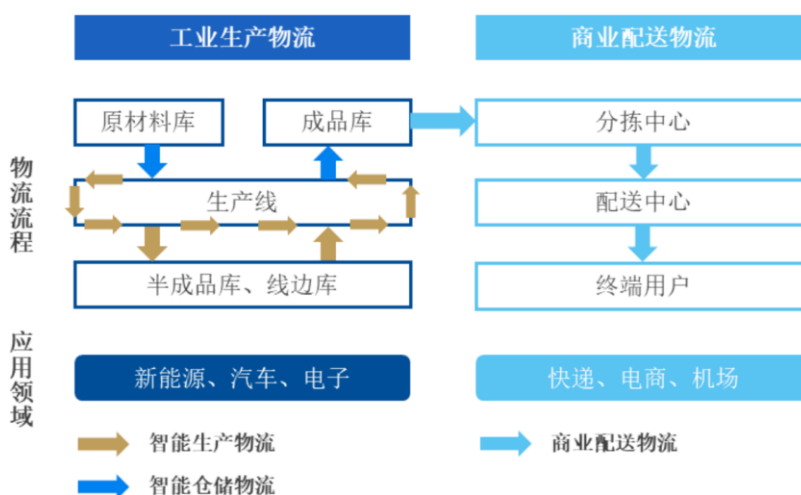 工业生产物流
商业配送物流
物流流程
原材料库
成品库
分拣中心
生产线
配送中心
半成品库、线边库
终端用户
应用领域
新能源、汽车、电子
快递、电商、机场
智能生产物流
商业配送物流
智能仓储物流